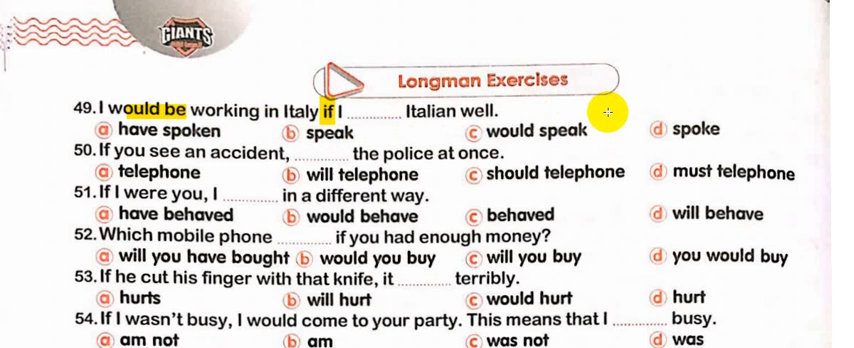 GIANTS
Longman Exercises
49. I would be working in Italy if I ............ Italian well.
a have spoken b speak c would speak d spoke
50. If you see an accident, ............ the police at once.
a telephone b will telephone c should telephone d must telephone
51. If I were you, I ............ in a different way.
a have behaved b would behave c behaved d will behave
52. Which mobile phone ............ if you had enough money?
a will you have bought b would you buy c will you buy d you would buy
53. If he cut his finger with that knife, it ............ terribly.
a hurts b will hurt c would hurt d hurt
54. If I wasn't busy, I would come to your party. This means that I ............ busy.
a am not b am c was not d was